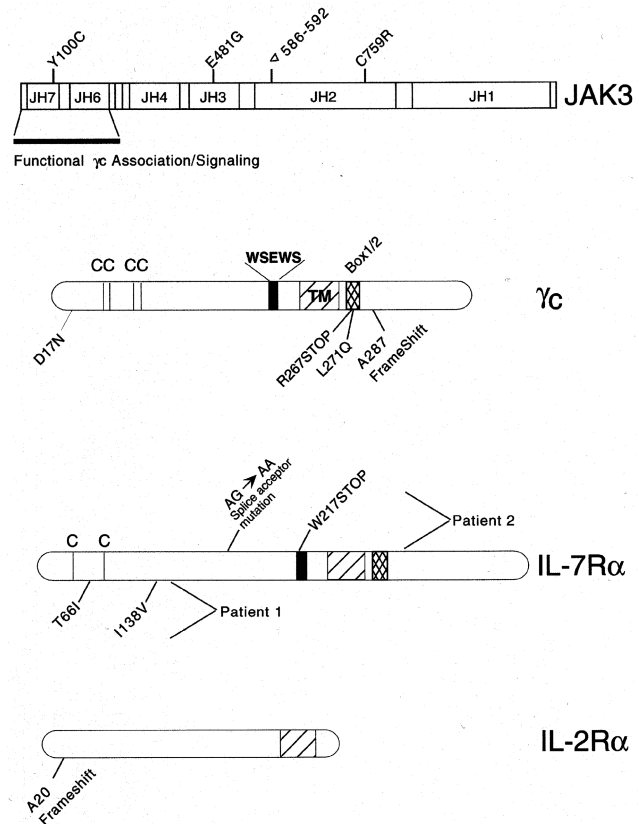 Y100C
E481G
◁ 586-592
C759R
JH7
JH6
JH4
JH3
JH2
JH1
JAK3
Functional γc Association/Signaling
CC
CC
WSEWS
Box1/2
TM
γc
D17N
R267STOP
L271Q
A287
FrameShift
AG → AA
Splice acceptor
mutation
W217STOP
Patient 2
C
C
IL-7Rα
T66I
I138V
Patient 1
IL-2Rα
A20
Frameshift